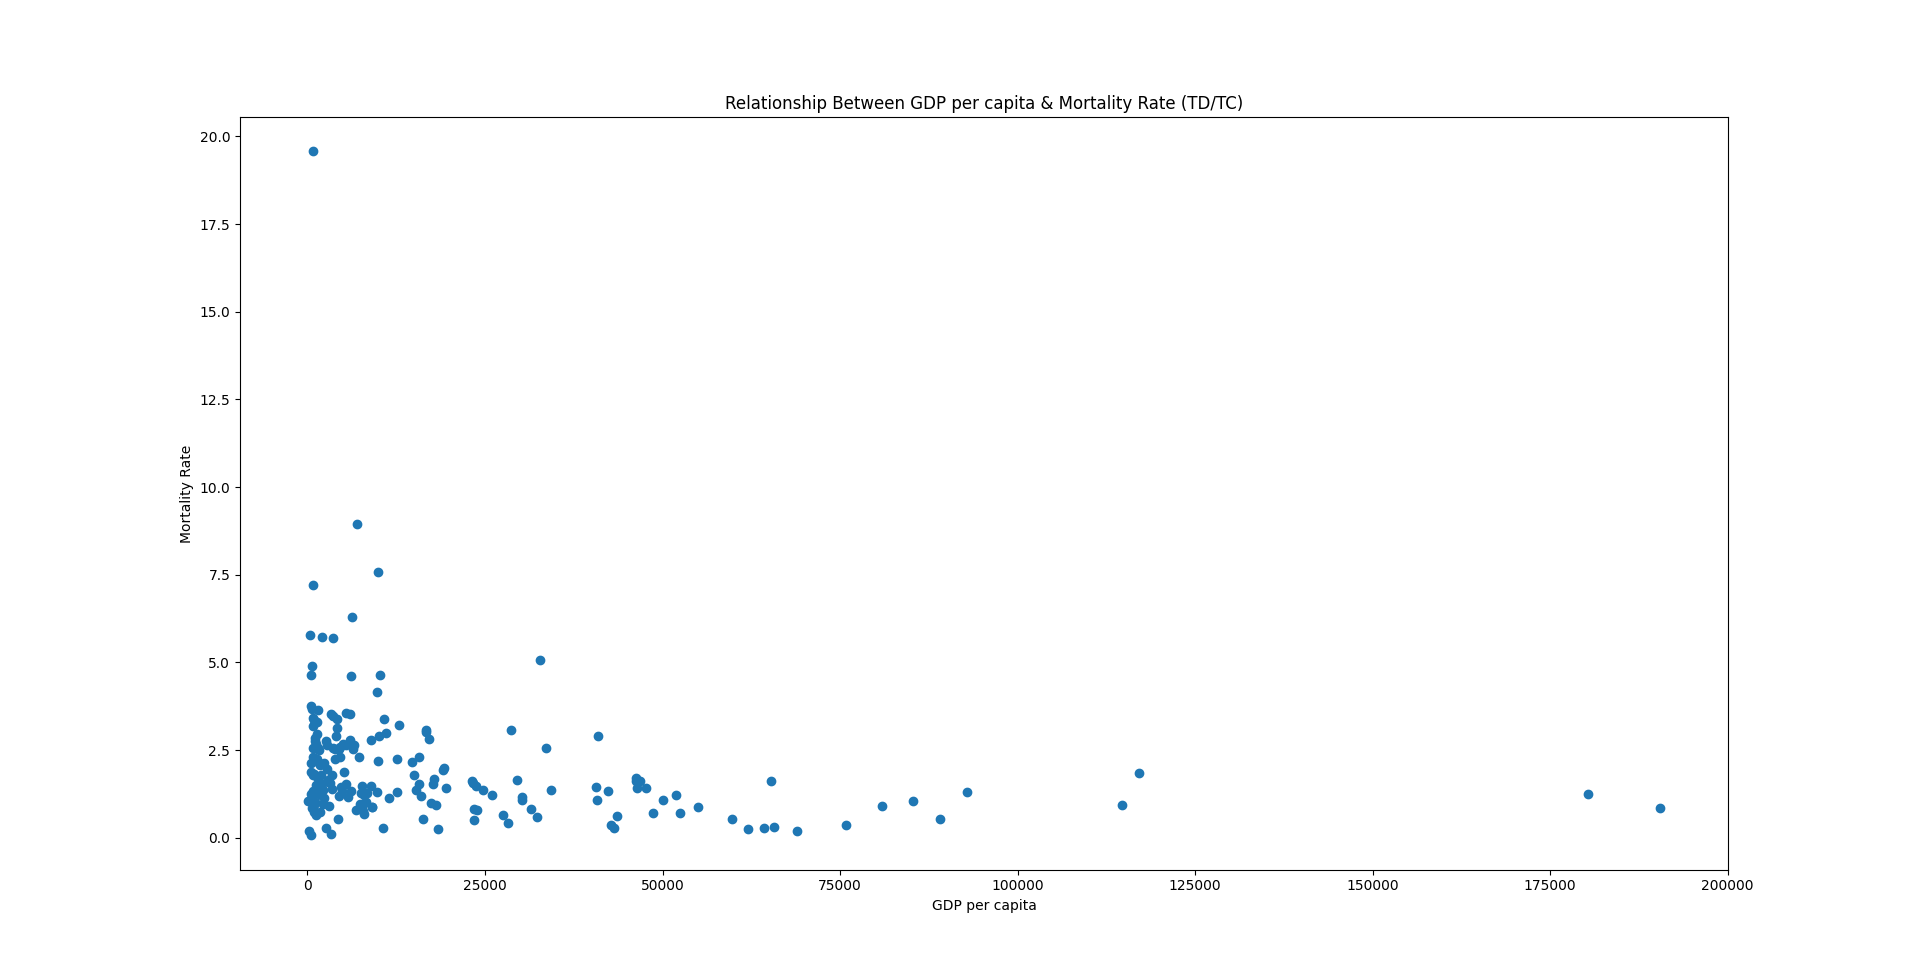 Relationship Between GDP per capita & Mortality Rate (TD/TC)
20.0
17.5
15.0
12.5
10.0
7.5
5.0
2.5
0.0
Mortality Rate
0 25000 50000 75000 100000 125000 150000 175000 200000
GDP per capita